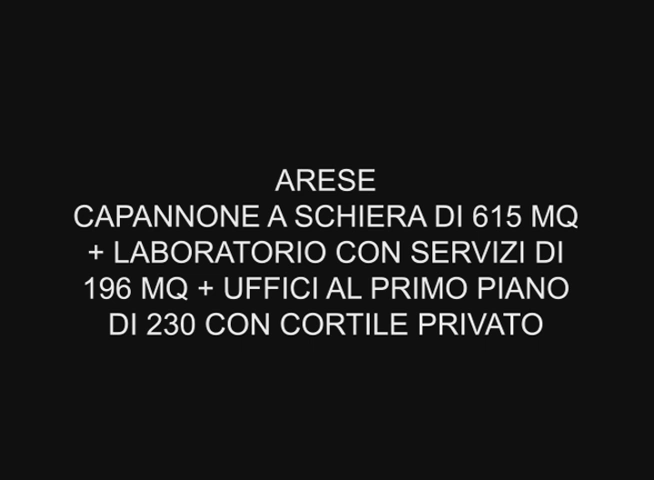 ARESE
CAPANNONE A SCHIERA DI 615 MQ
+ LABORATORIO CON SERVIZI DI
196 MQ + UFFICI AL PRIMO PIANO
DI 230 CON CORTILE PRIVATO